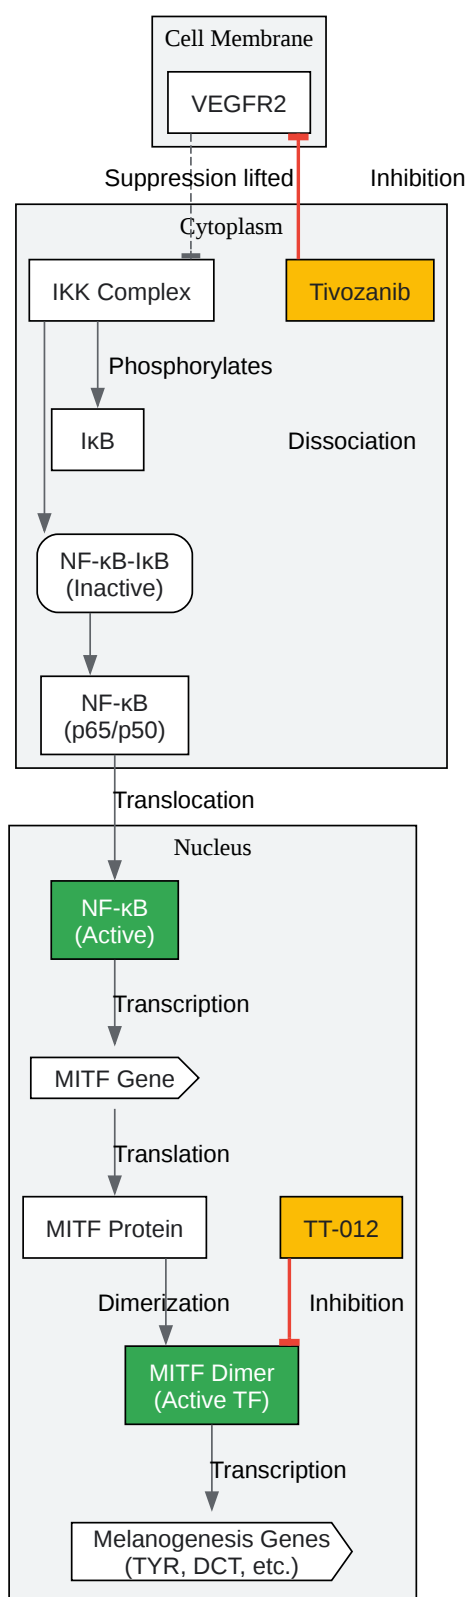 Cell Membrane
VEGFR2
Suppression lifted
Inhibition
Cytoplasm
IKK Complex
Tivozanib
Phosphorylates
IκB
Dissociation
NF-κB-IκB
(Inactive)
NF-κB
(p65/p50)
Translocation
Nucleus
NF-κB
(Active)
Transcription
MITF Gene
Translation
MITF Protein
TT-012
Dimerization
Inhibition
MITF Dimer
(Active TF)
Transcription
Melanogenesis Genes
(TYR, DCT, etc.)